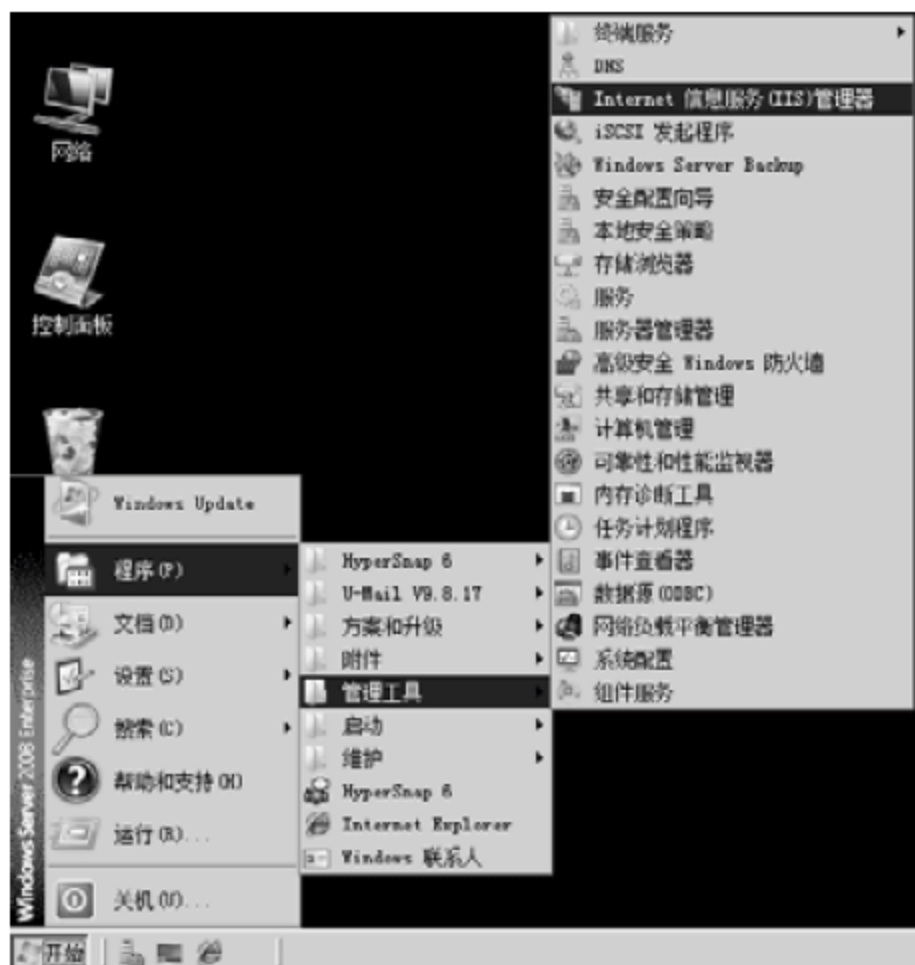 网络
控制面板
Windows Update
程序(P)
文档(D)
设置(S)
搜索(C)
帮助和支持(H)
运行(R)...
关机(U)...
Windows Server 2008 Enterprise
开始
HyperSnap 6
U-Mail V9.8.17
方案和升级
附件
管理工具
启动
维护
HyperSnap 6
Internet Explorer
Windows 联系人
终端服务
DNS
Internet 信息服务(IIS)管理器
iSCSI 发起程序
Windows Server Backup
安全配置向导
本地安全策略
存储浏览器
服务
服务器管理器
高级安全 Windows 防火墙
共享和存储管理
计算机管理
可靠性和性能监视器
内存诊断工具
任务计划程序
事件查看器
数据源(ODBC)
网络负载平衡管理器
系统配置
组件服务